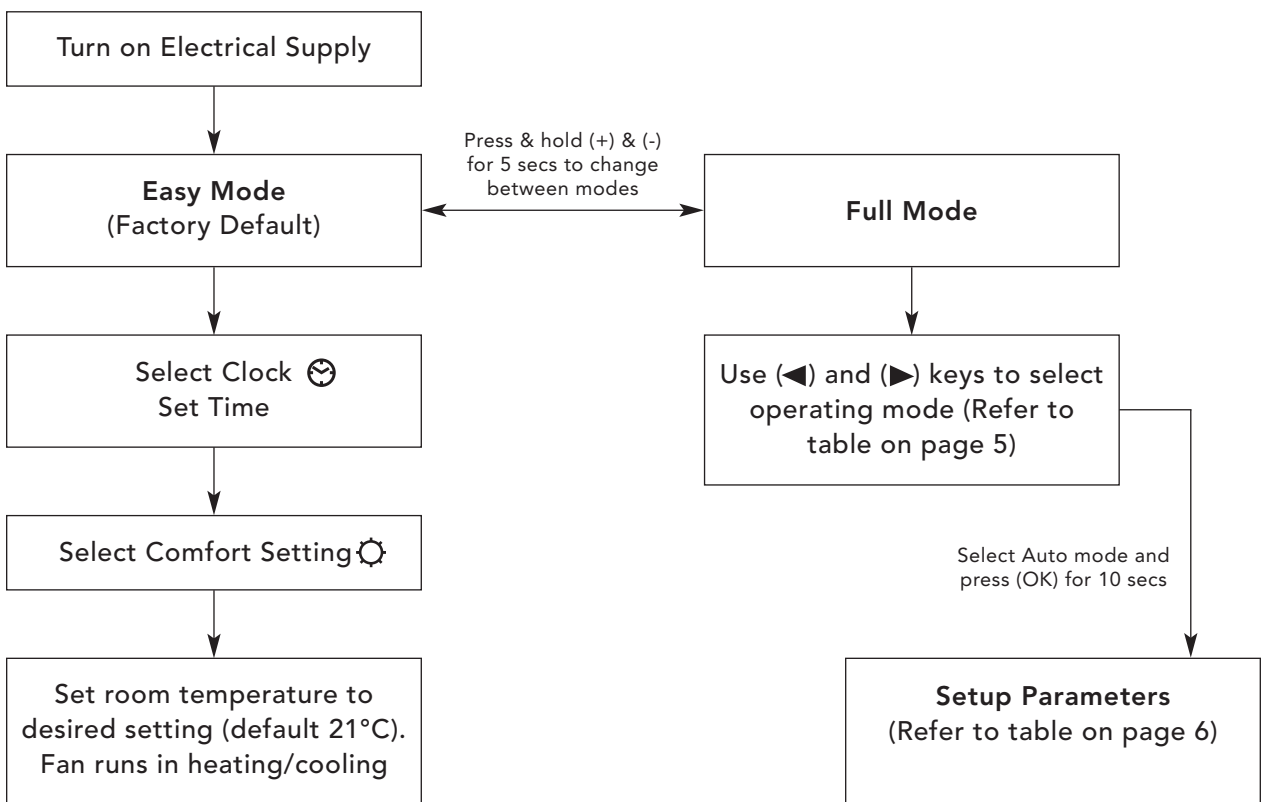 Turn on Electrical Supply
Easy Mode
(Factory Default)
Press & hold (+) & (-)
for 5 secs to change
between modes
Full Mode
Select Clock
Set Time
Use (◀) and (▶) keys to select
operating mode (Refer to
table on page 5)
Select Comfort Setting
Select Auto mode and
press (OK) for 10 secs
Set room temperature to
desired setting (default 21°C).
Fan runs in heating/cooling
Setup Parameters
(Refer to table on page 6)